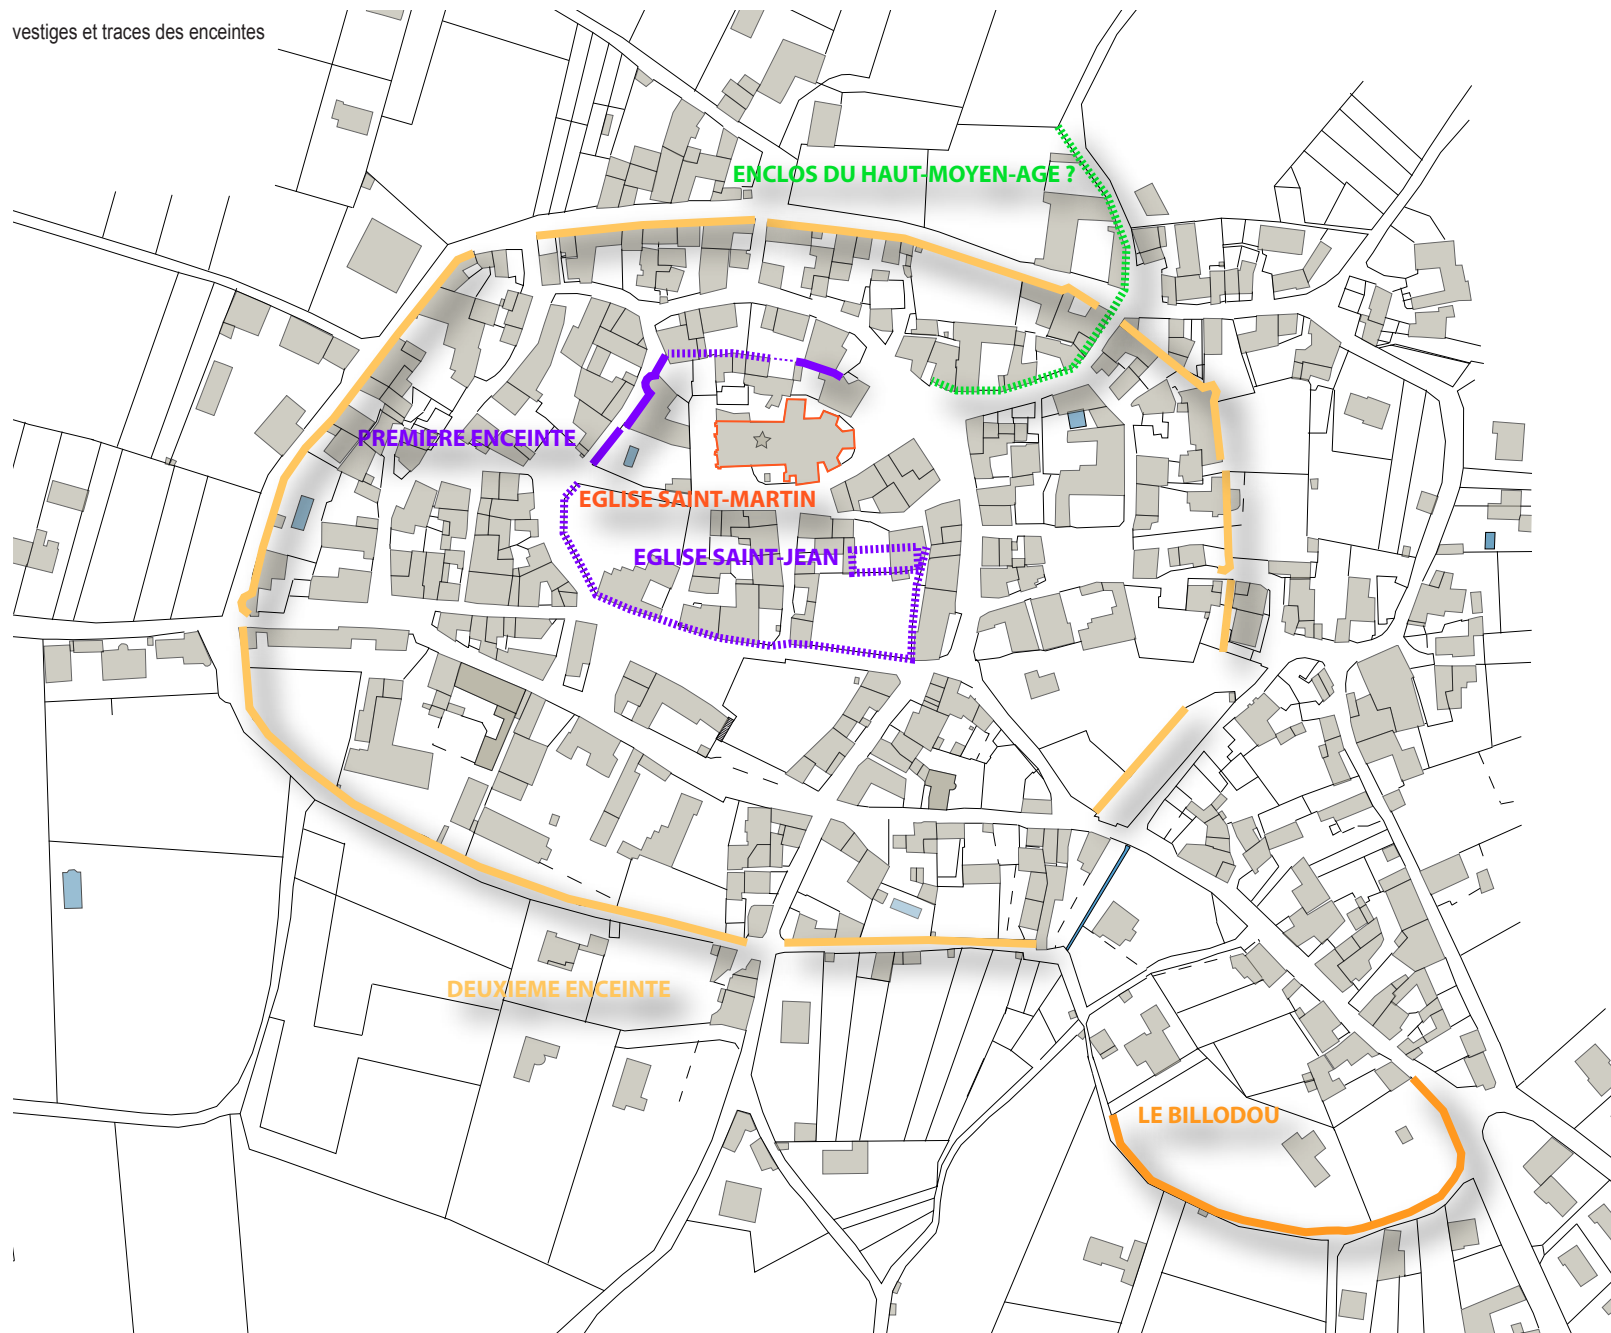 vestiges et traces des enceintes
ENCLOS DU HAUT-MOYEN-AGE ?
PREMIERE ENCEINTE
EGLISE SAINT-MARTIN
EGLISE SAINT-JEAN
DEUXIEME ENCEINTE
LE BILLODOU